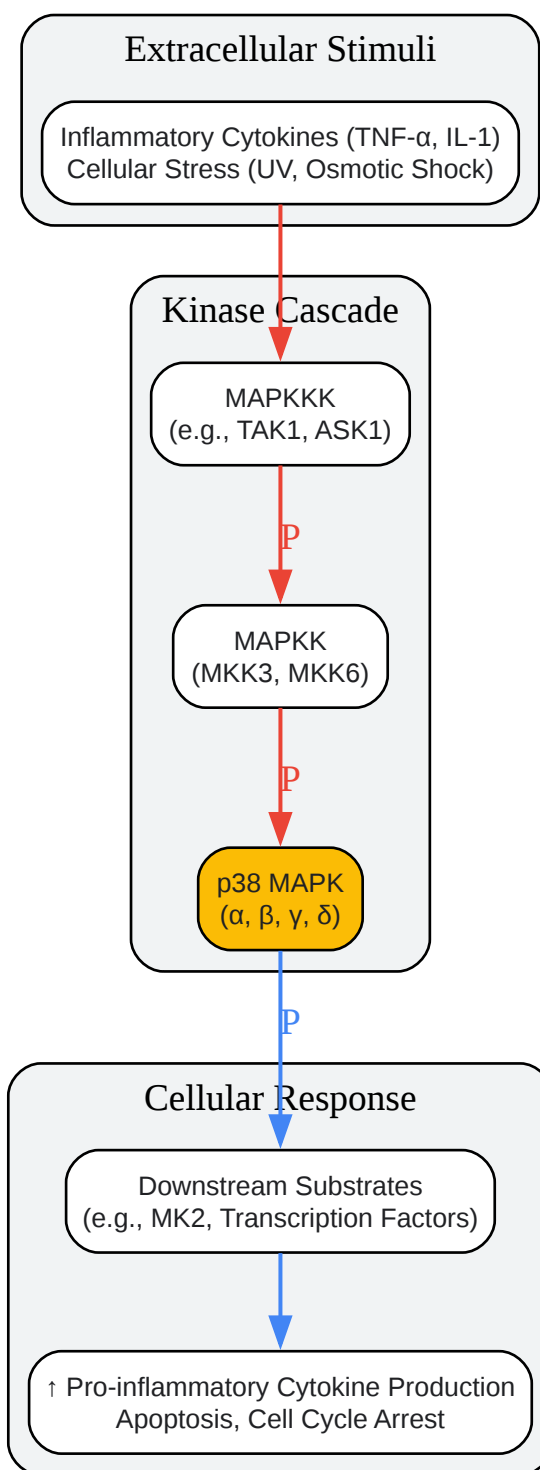 Extracellular Stimuli
Inflammatory Cytokines (TNF-α, IL-1)
Cellular Stress (UV, Osmotic Shock)
Kinase Cascade
MAPKKK
(e.g., TAK1, ASK1)
P
MAPKK
(MKK3, MKK6)
P
p38 MAPK
(α, β, γ, δ)
P
Cellular Response
Downstream Substrates
(e.g., MK2, Transcription Factors)
↑ Pro-inflammatory Cytokine Production
Apoptosis, Cell Cycle Arrest